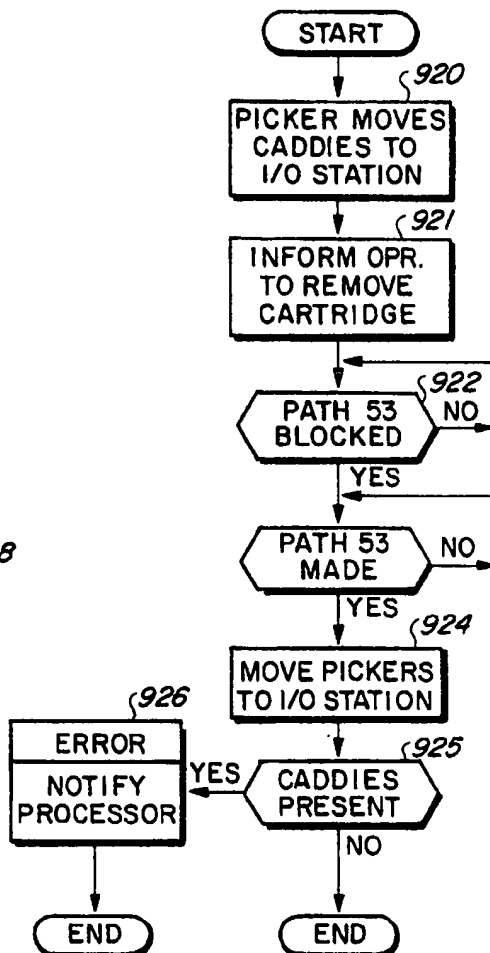 START
920
PICKER MOVES
CADDIES TO
I/O STATION
921
INFORM OPR.
TO REMOVE
CARTRIDGE
922
PATH 53
BLOCKED
NO
YES
8
PATH 53
MADE
NO
YES
924
MOVE PICKERS
TO I/O STATION
926
ERROR
NOTIFY
PROCESSOR
YES
925
CADDIES
PRESENT
NO
END
END